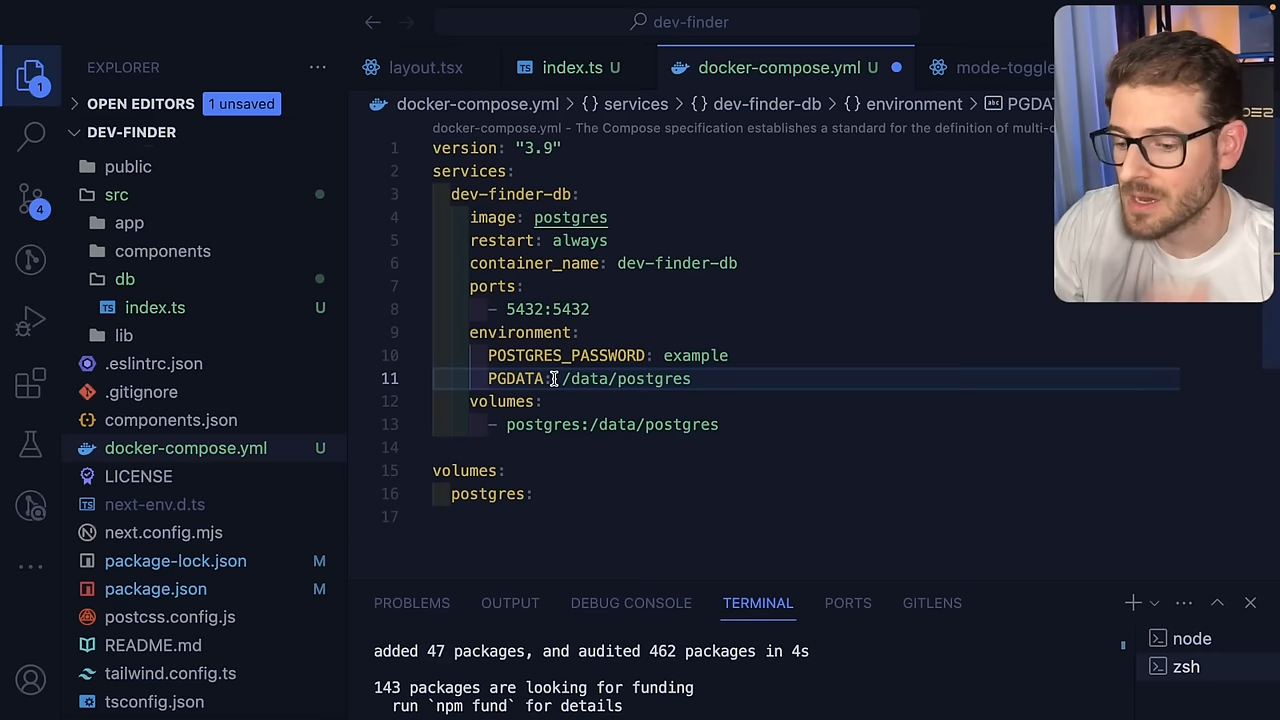 dev-finder
EXPLORER
OPEN EDITORS 1 unsaved
DEV-FINDER
public
src
app
components
db
index.ts U
lib
.eslintrc.json
.gitignore
components.json
docker-compose.yml U
LICENSE
next-env.d.ts
next.config.mjs
package-lock.json M
package.json M
postcss.config.js
README.md
tailwind.config.ts
tsconfig.json
1
4
layout.tsx
TS index.ts U
docker-compose.yml U
mode-toggle
docker-compose.yml > {} services > {} dev-finder-db > {} environment > abc PGDAT
docker-compose.yml - The Compose specification establishes a standard for the definition of multi-c
1 version: "3.9"
2 services:
3 dev-finder-db:
4 image: postgres
5 restart: always
6 container_name: dev-finder-db
7 ports:
8 - 5432:5432
9 environment:
10 POSTGRES_PASSWORD: example
11 PGDATA: /data/postgres
12 volumes:
13 - postgres:/data/postgres
14
15 volumes:
16 postgres:
17
PROBLEMS OUTPUT DEBUG CONSOLE TERMINAL PORTS GITLENS
added 47 packages, and audited 462 packages in 4s
143 packages are looking for funding
run `npm fund` for details
node
zsh